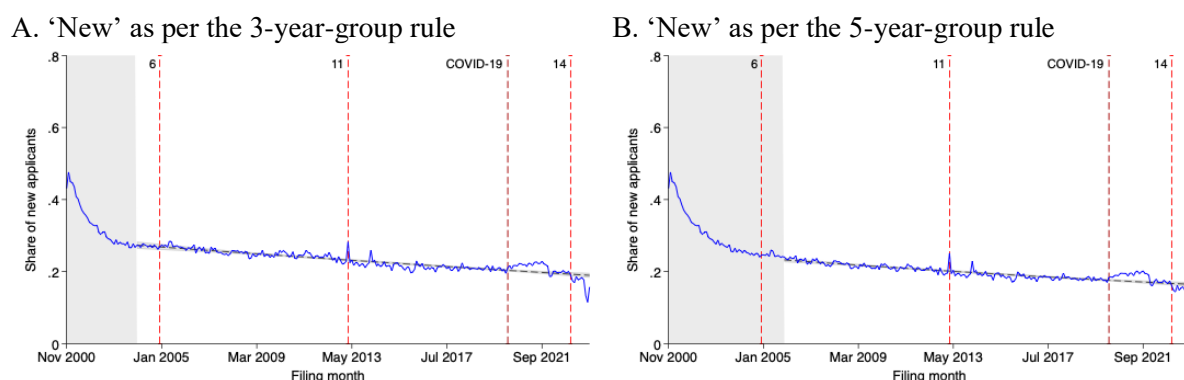 A. ‘New’ as per the 3-year-group rule
.8
.6
.4
.2
0
Share of new applicants
6
11
COVID-19
14
Nov 2000
Jan 2005
Mar 2009
May 2013
Jul 2017
Sep 2021
Filing month
B. ‘New’ as per the 5-year-group rule
.8
.6
.4
.2
0
Share of new applicants
6
11
COVID-19
14
Nov 2000
Jan 2005
Mar 2009
May 2013
Jul 2017
Sep 2021
Filing month